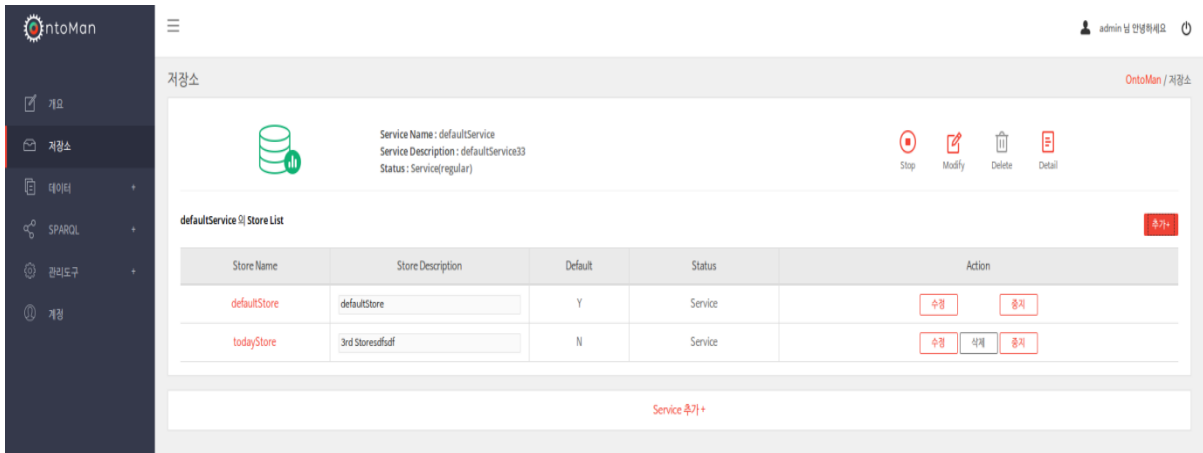 OntoMan
admin 님 안녕하세요
저장소
OntoMan / 저장소
개요
저장소
데이터 +
SPARQL +
관리도구 +
계정
Service Name : defaultService
Service Description : defaultService33
Status : Service(regular)
Stop Modify Delete Detail
defaultService 의 Store List
추가+
Store Name Store Description Default Status Action
defaultStore defaultStore Y Service 수정 중지
todayStore 3rd Storesdfsdf N Service 수정 삭제 중지
Service 추가 +